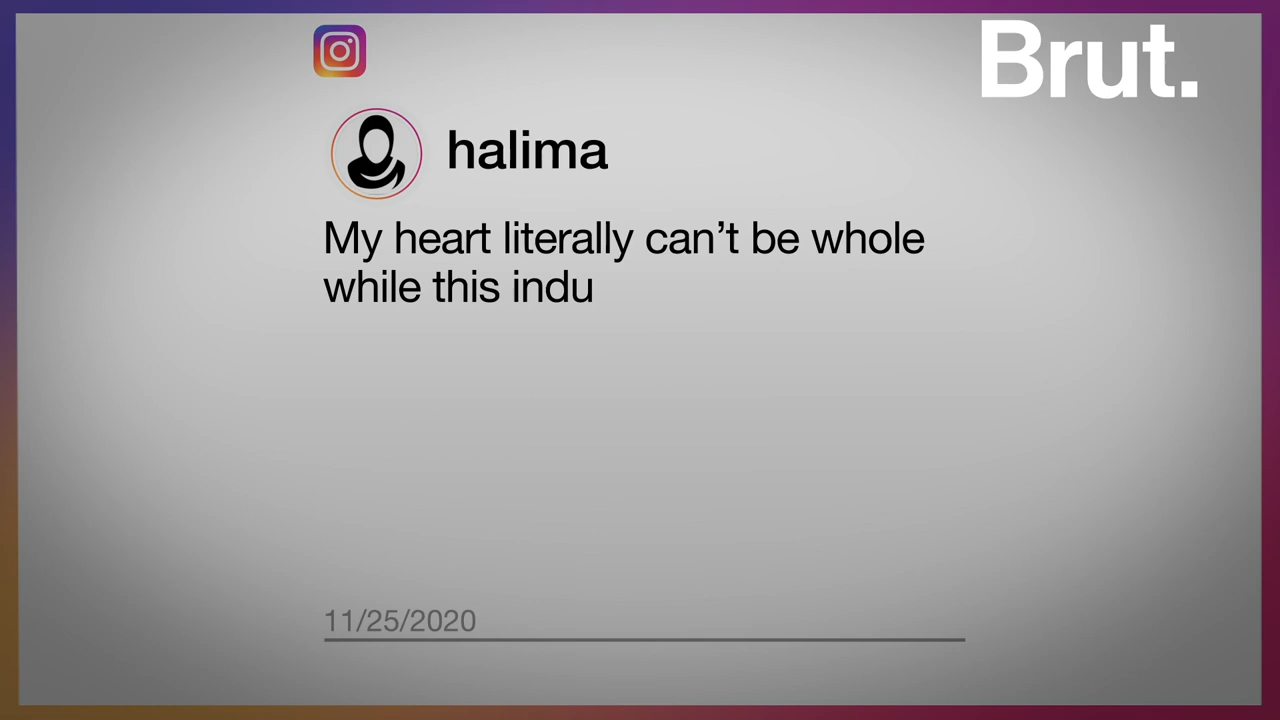 Brut.
halima
My heart literally can’t be whole
while this indu
11/25/2020